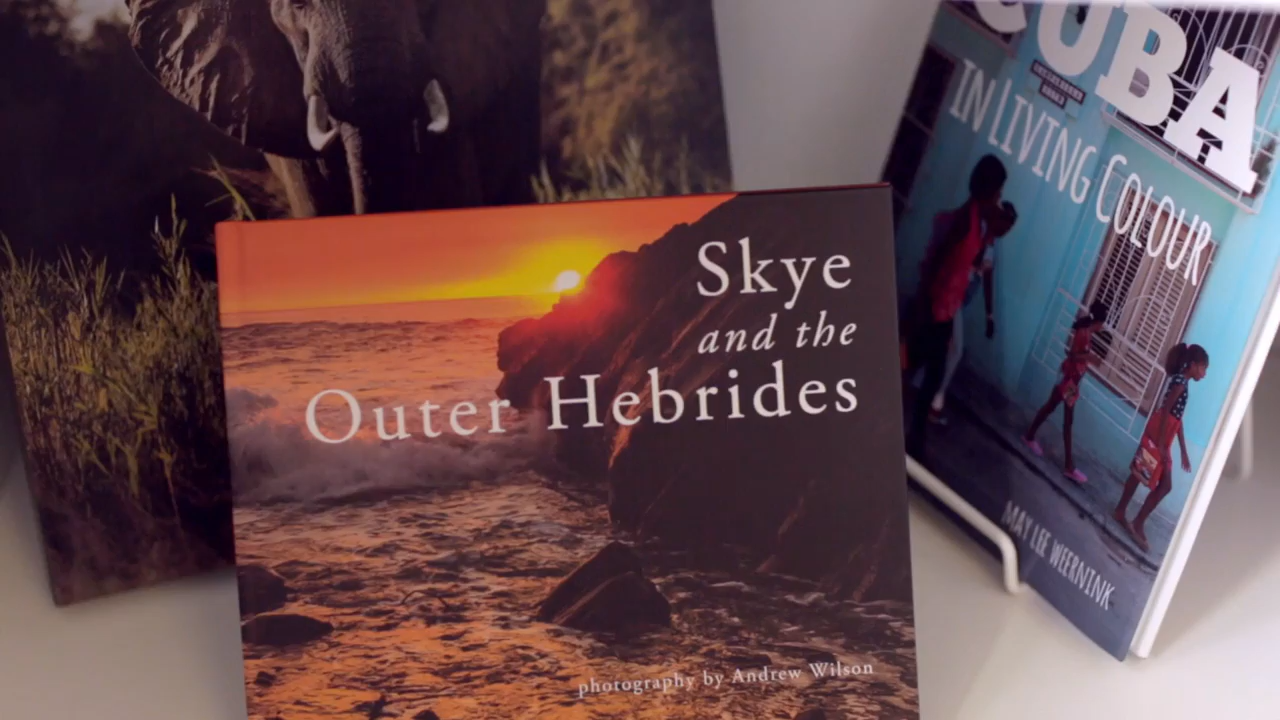 Skye
and the
Outer Hebrides
photography by Andrew Wilson
CUBA
IN LIVING COLOUR
MAY LEE WEERNINK